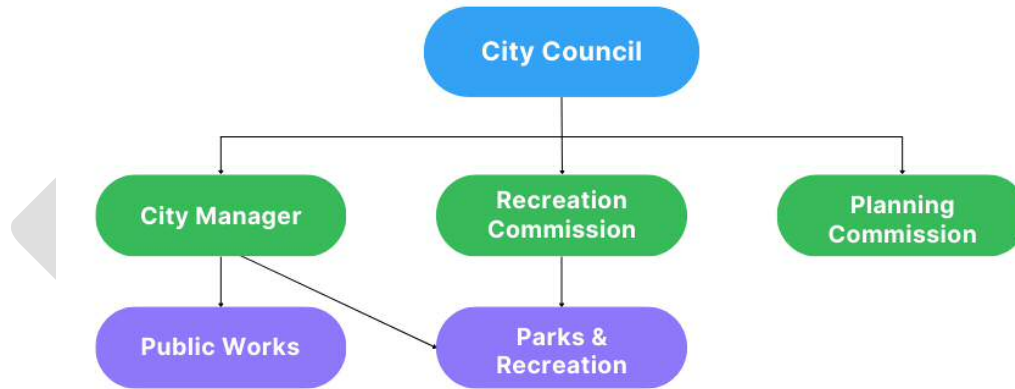 City Council
City Manager
Recreation
Commission
Planning
Commission
Public Works
Parks &
Recreation